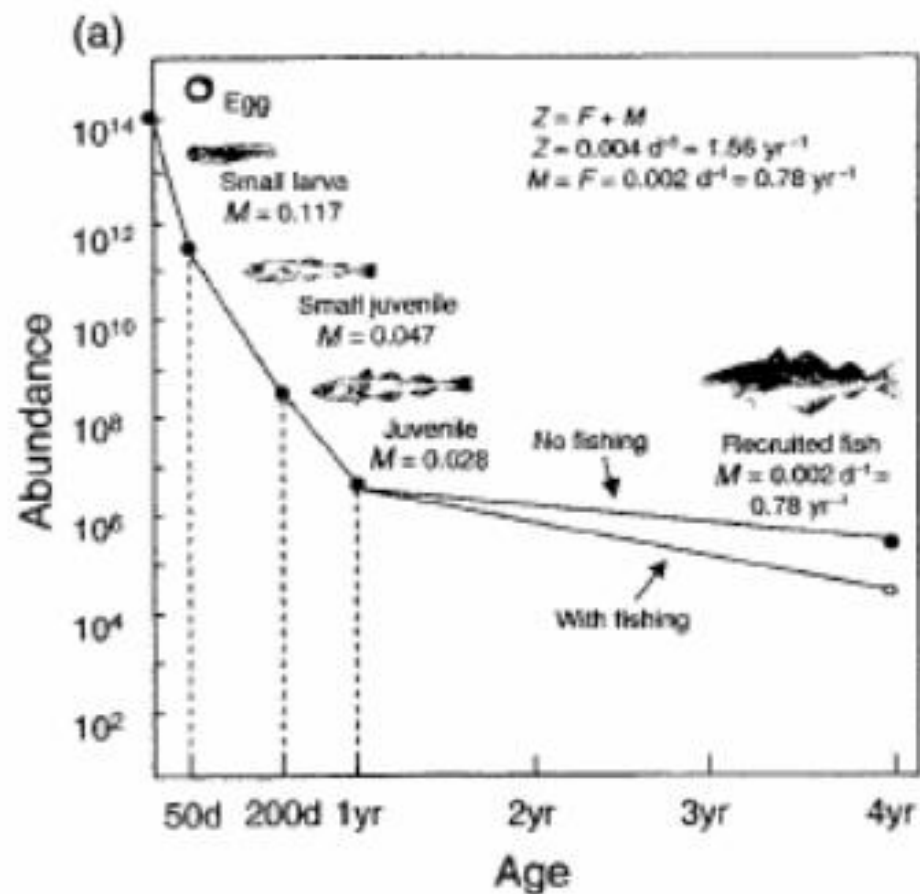 (a)
Egg
Small larva
M = 0.117
Small juvenile
M = 0.047
Juvenile
M = 0.028
Z = F + M
Z = 0.004 d⁻¹ = 1.56 yr⁻¹
M = F = 0.002 d⁻¹ = 0.78 yr⁻¹
No fishing
With fishing
Recruited fish
M = 0.002 d⁻¹ =
0.78 yr⁻¹
Abundance
10¹⁴
10¹²
10¹⁰
10⁸
10⁶
10⁴
10²
50d 200d 1yr 2yr 3yr 4yr
Age